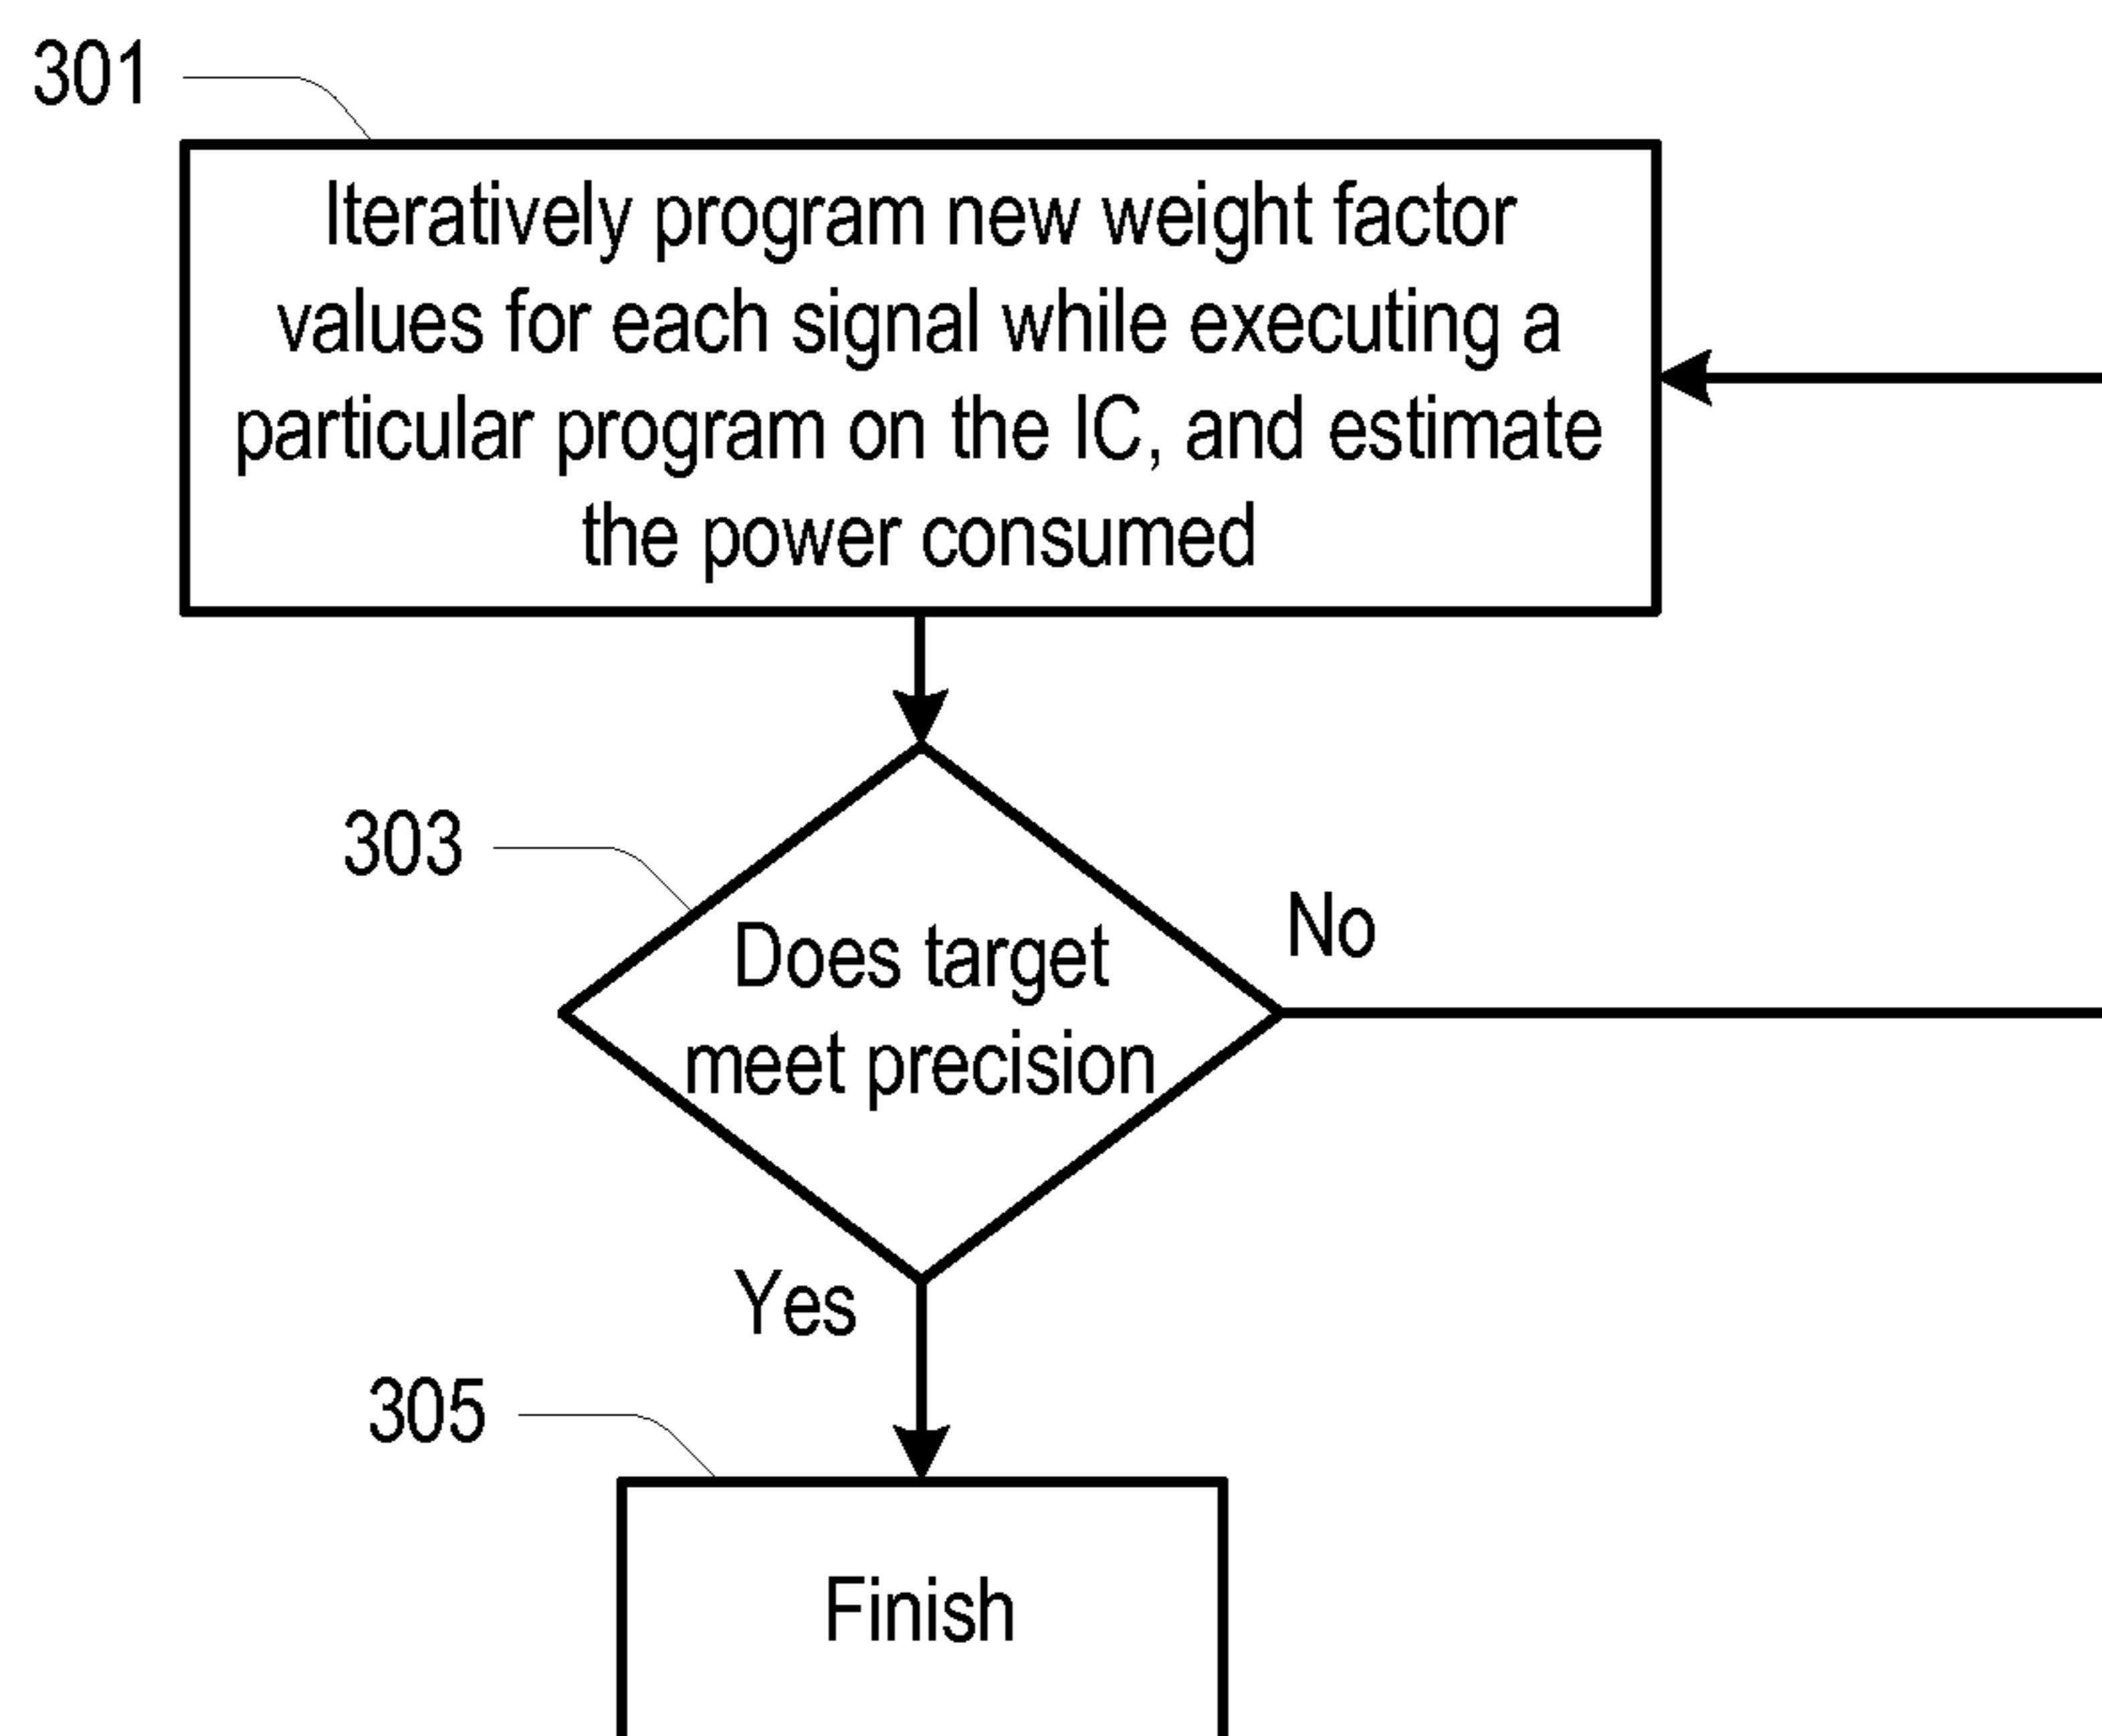 301
Iteratively program new weight factor
values for each signal while executing a
particular program on the IC, and estimate
the power consumed
303
Does target
meet precision
No
Yes
305
Finish